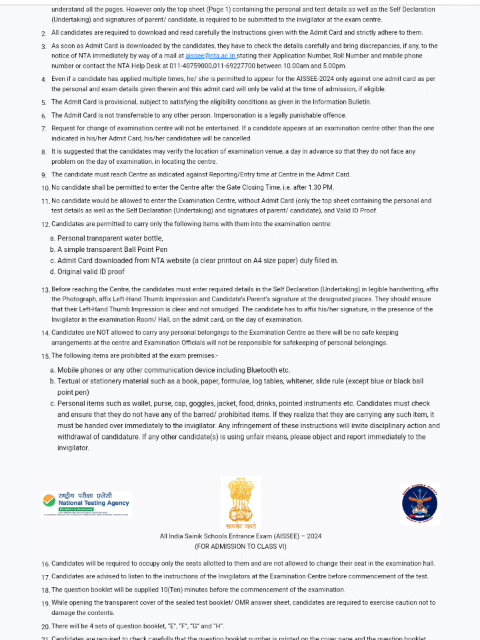 understand all the pages. However only the top sheet (Page 1) containing the personal and test details as well as the Self Declaration
(Undertaking) and signatures of parent/ candidate, is required to be submitted to the invigilator at the exam centre.
2. All candidates are required to download and read carefully the Instructions given with the Admit Card and strictly adhere to them.
3. As soon as Admit Card is downloaded by the candidates, they have to check the details carefully and bring discrepancies, if any, to the
notice of NTA immediately by way of a mail at aissee@nta.ac.in stating their Application Number, Roll Number and mobile phone
number or contact the NTA Help Desk at 011-40759000,011-69227700 between 10.00am and 5.00pm.
4. Even if a candidate has applied multiple times, he/ she is permitted to appear for the AISSEE-2024 only against one admit card as per
the personal and exam details given therein and this admit card will only be valid at the time of admission, if eligible.
5. The Admit Card is provisional, subject to satisfying the eligibility conditions as given in the Information Bulletin.
6. The Admit Card is not transferrable to any other person. Impersonation is a legally punishable offence.
7. Request for change of examination centre will not be entertained. If a candidate appears at an examination centre other than the one
indicated in his/her Admit Card, his/her candidature will be cancelled.
8. It is suggested that the candidates may verify the location of examination venue, a day in advance so that they do not face any
problem on the day of examination, in locating the centre.
9. The candidate must reach Centre as indicated against Reporting/Entry time at Centre in the Admit Card.
10. No candidate shall be permitted to enter the Centre after the Gate Closing Time, i.e. after 1.30 PM.
11. No candidate would be allowed to enter the Examination Centre, without Admit Card (only the top sheet containing the personal and
test details as well as the Self Declaration (Undertaking) and signatures of parent/ candidate), and Valid ID Proof.
12. Candidates are permitted to carry only the following items with them into the examination centre:
a. Personal transparent water bottle,
b. A simple transparent Ball Point Pen
c. Admit Card downloaded from NTA website (a clear printout on A4 size paper) duly filled in.
d. Original valid ID proof
13. Before reaching the Centre, the candidates must enter required details in the Self Declaration (Undertaking) in legible handwriting, affix
the Photograph, affix Left-Hand Thumb Impression and Candidate's Parent's signature at the designated places. They should ensure
that their Left-Hand Thumb Impression is clear and not smudged. The candidate has to affix his/her signature, in the presence of the
Invigilator in the examination Room/ Hall, on the admit card, on the day of examination.
14. Candidates are NOT allowed to carry any personal belongings to the Examination Centre as there will be no safe keeping
arrangements at the centre and Examination Officials will not be responsible for safekeeping of personal belongings.
15. The following items are prohibited at the exam premises:-
a. Mobile phones or any other communication device including Bluetooth etc.
b. Textual or stationery material such as a book, paper, formulae, log tables, whitener, slide rule (except blue or black ball
point pen)
c. Personal items such as wallet, purse, cap, goggles, jacket, food, drinks, pointed instruments etc. Candidates must check
and ensure that they do not have any of the barred/ prohibited items. If they realize that they are carrying any such item, it
must be handed over immediately to the invigilator. Any infringement of these instructions will invite disciplinary action and
withdrawal of candidature. If any other candidate(s) is using unfair means, please object and report immediately to the
invigilator.
राष्ट्रीय परीक्षा एजेंसी
National Testing Agency
सत्यमेव जयते
All India Sainik Schools Entrance Exam (AISSEE) – 2024
(FOR ADMISSION TO CLASS VI)
16. Candidates will be required to occupy only the seats allotted to them and are not allowed to change their seat in the examination hall.
17. Candidates are advised to listen to the instructions of the Invigilators at the Examination Centre before commencement of the test.
18. The question booklet will be supplied 10(Ten) minutes before the commencement of the examination.
19. While opening the transparent cover of the sealed test booklet/ OMR answer sheet, candidates are required to exercise caution not to
damage the contents.
20. There will be 4 sets of question booklet, "E", "F", "G" and "H".
21. Candidates are required to check carefully that the question booklet number is printed on the cover page and the question booklet